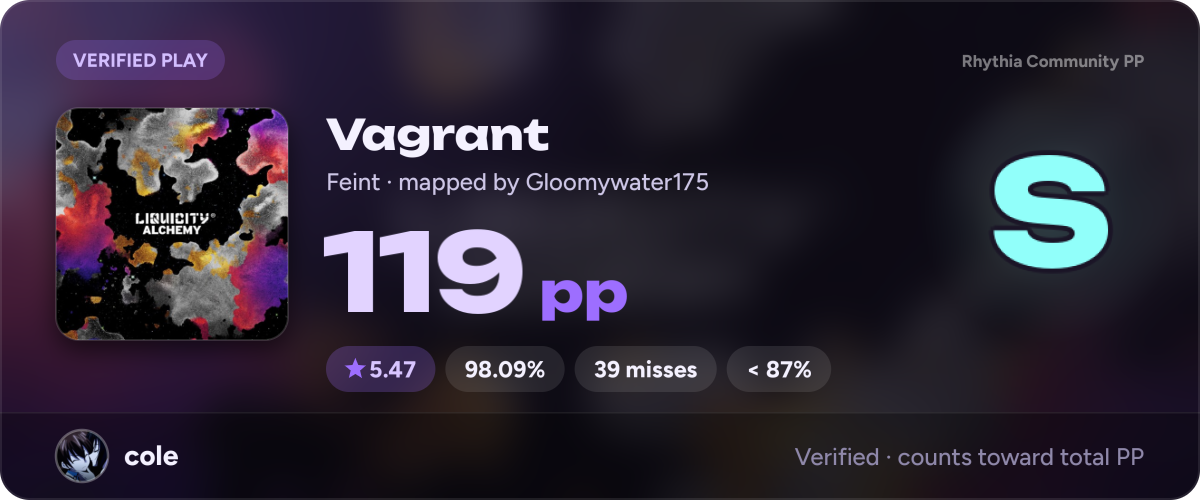 VERIFIED PLAY
Rhythia Community PP
LIQUICITY®
ALCHEMY
Vagrant
Feint · mapped by Gloomywater175
119 pp
S
★5.47
98.09%
39 misses
< 87%
cole
Verified · counts toward total PP